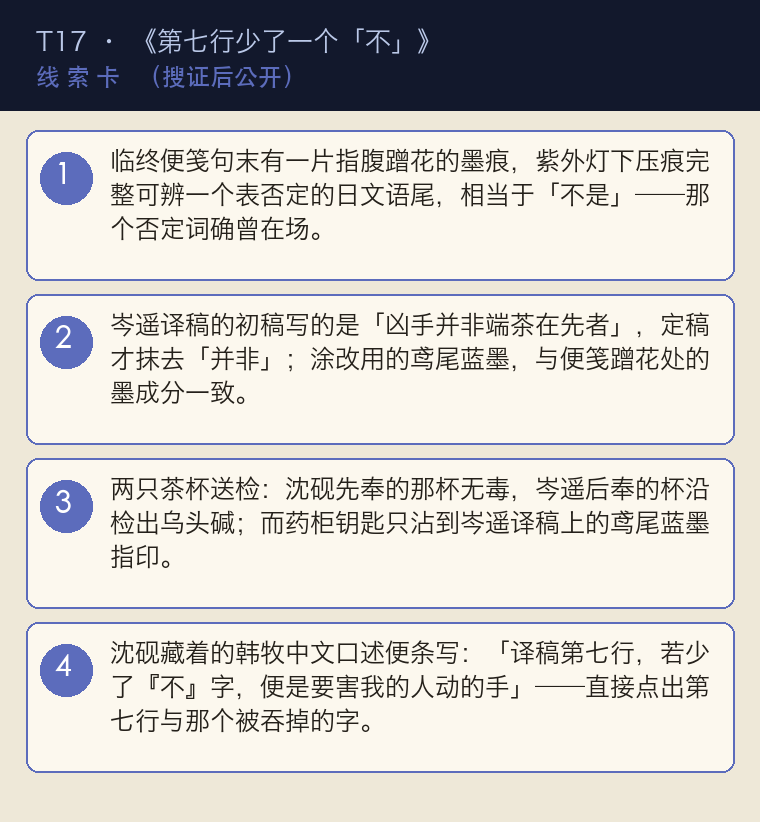 T17 · 《第七行少了一个「不」》
线索卡 （搜证后公开）
1
临终便笺句末有一片指腹蹭花的墨痕，紫外灯下压痕完
整可辨一个表否定的日文语尾，相当于「不是」——那
个否定词确曾在场。
2
岑遥译稿的初稿写的是「凶手并非端茶在先者」，定稿
才抹去「并非」；涂改用的鸢尾蓝墨，与便笺蹭花处的
墨成分一致。
3
两只茶杯送检：沈砚先奉的那杯无毒，岑遥后奉的杯沿
检出乌头碱；而药柜钥匙只沾到岑遥译稿上的鸢尾蓝墨
指印。
4
沈砚藏着的韩牧中文口述便条写：「译稿第七行，若少
了『不』字，便是要害我的人动的手」——直接点出第
七行与那个被吞掉的字。